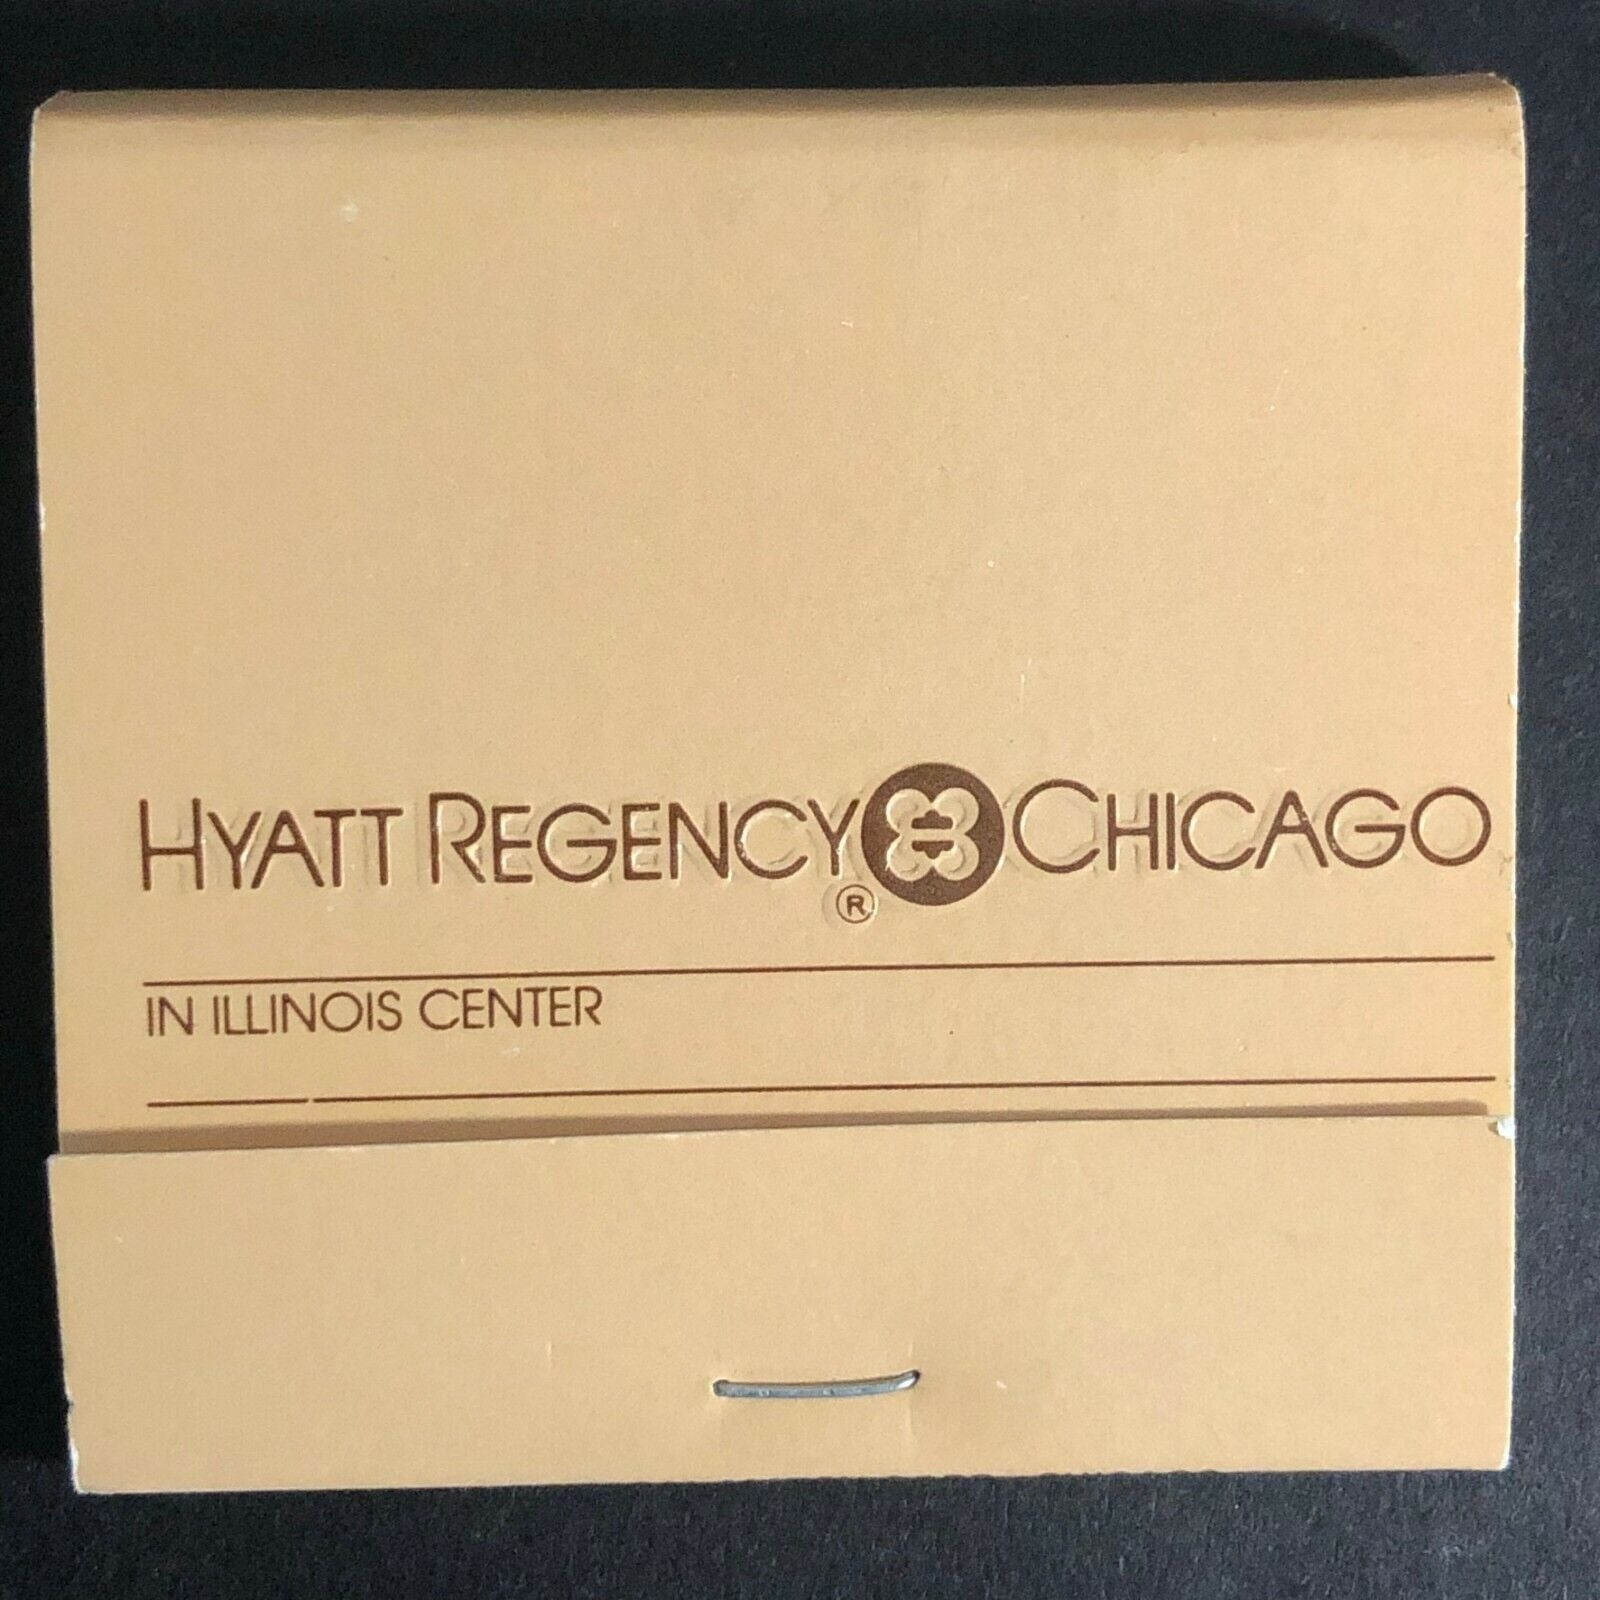 HYATT REGENCY CHICAGO
®
IN ILLINOIS CENTER